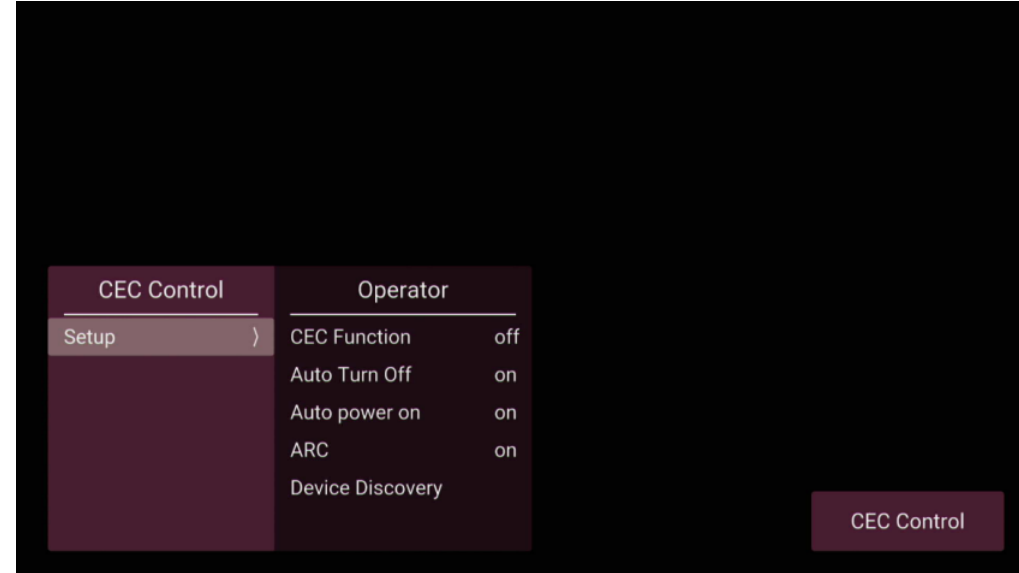 CEC Control
Setup 〉
Operator
CEC Function off
Auto Turn Off on
Auto power on on
ARC on
Device Discovery
CEC Control